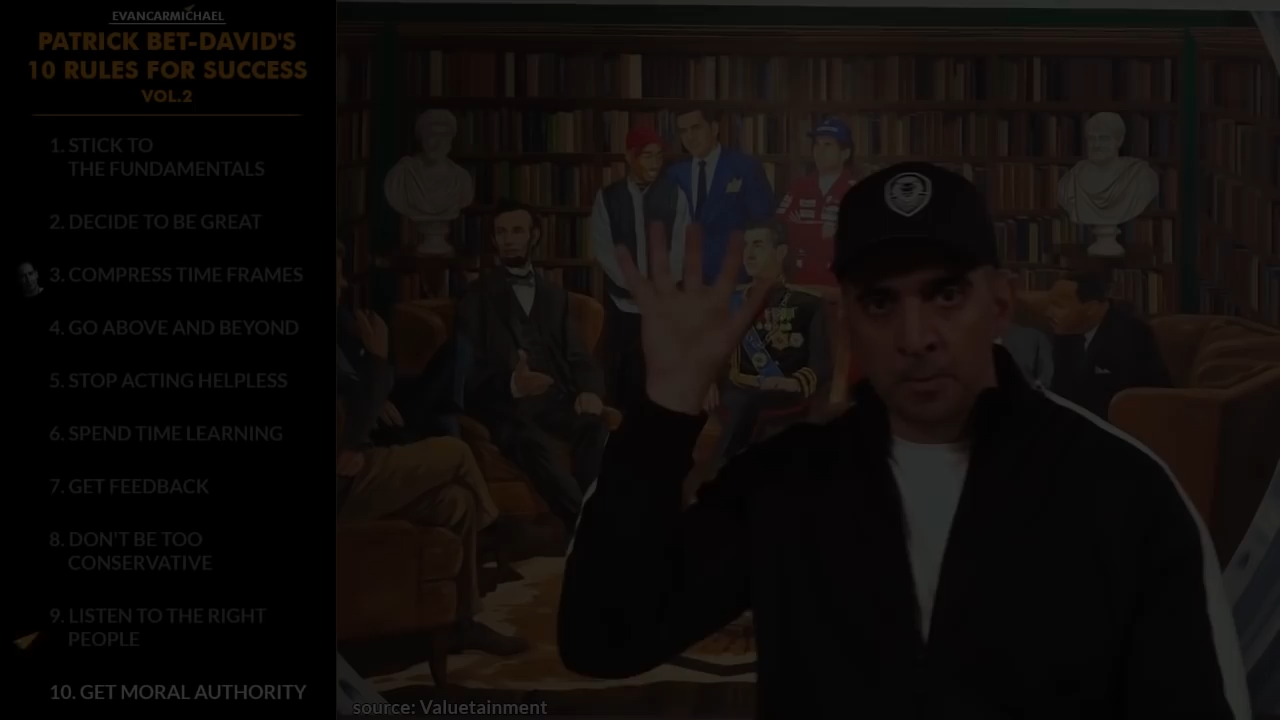 EVANCARMICHAEL
PATRICK BET-DAVID'S
10 RULES FOR SUCCESS
VOL.2
1. STICK TO
THE FUNDAMENTALS
2. DECIDE TO BE GREAT
3. COMPRESS TIME FRAMES
4. GO ABOVE AND BEYOND
5. STOP ACTING HELPLESS
6. SPEND TIME LEARNING
7. GET FEEDBACK
8. DON'T BE TOO
CONSERVATIVE
9. LISTEN TO THE RIGHT
PEOPLE
10. GET MORAL AUTHORITY
source: Valuetainment